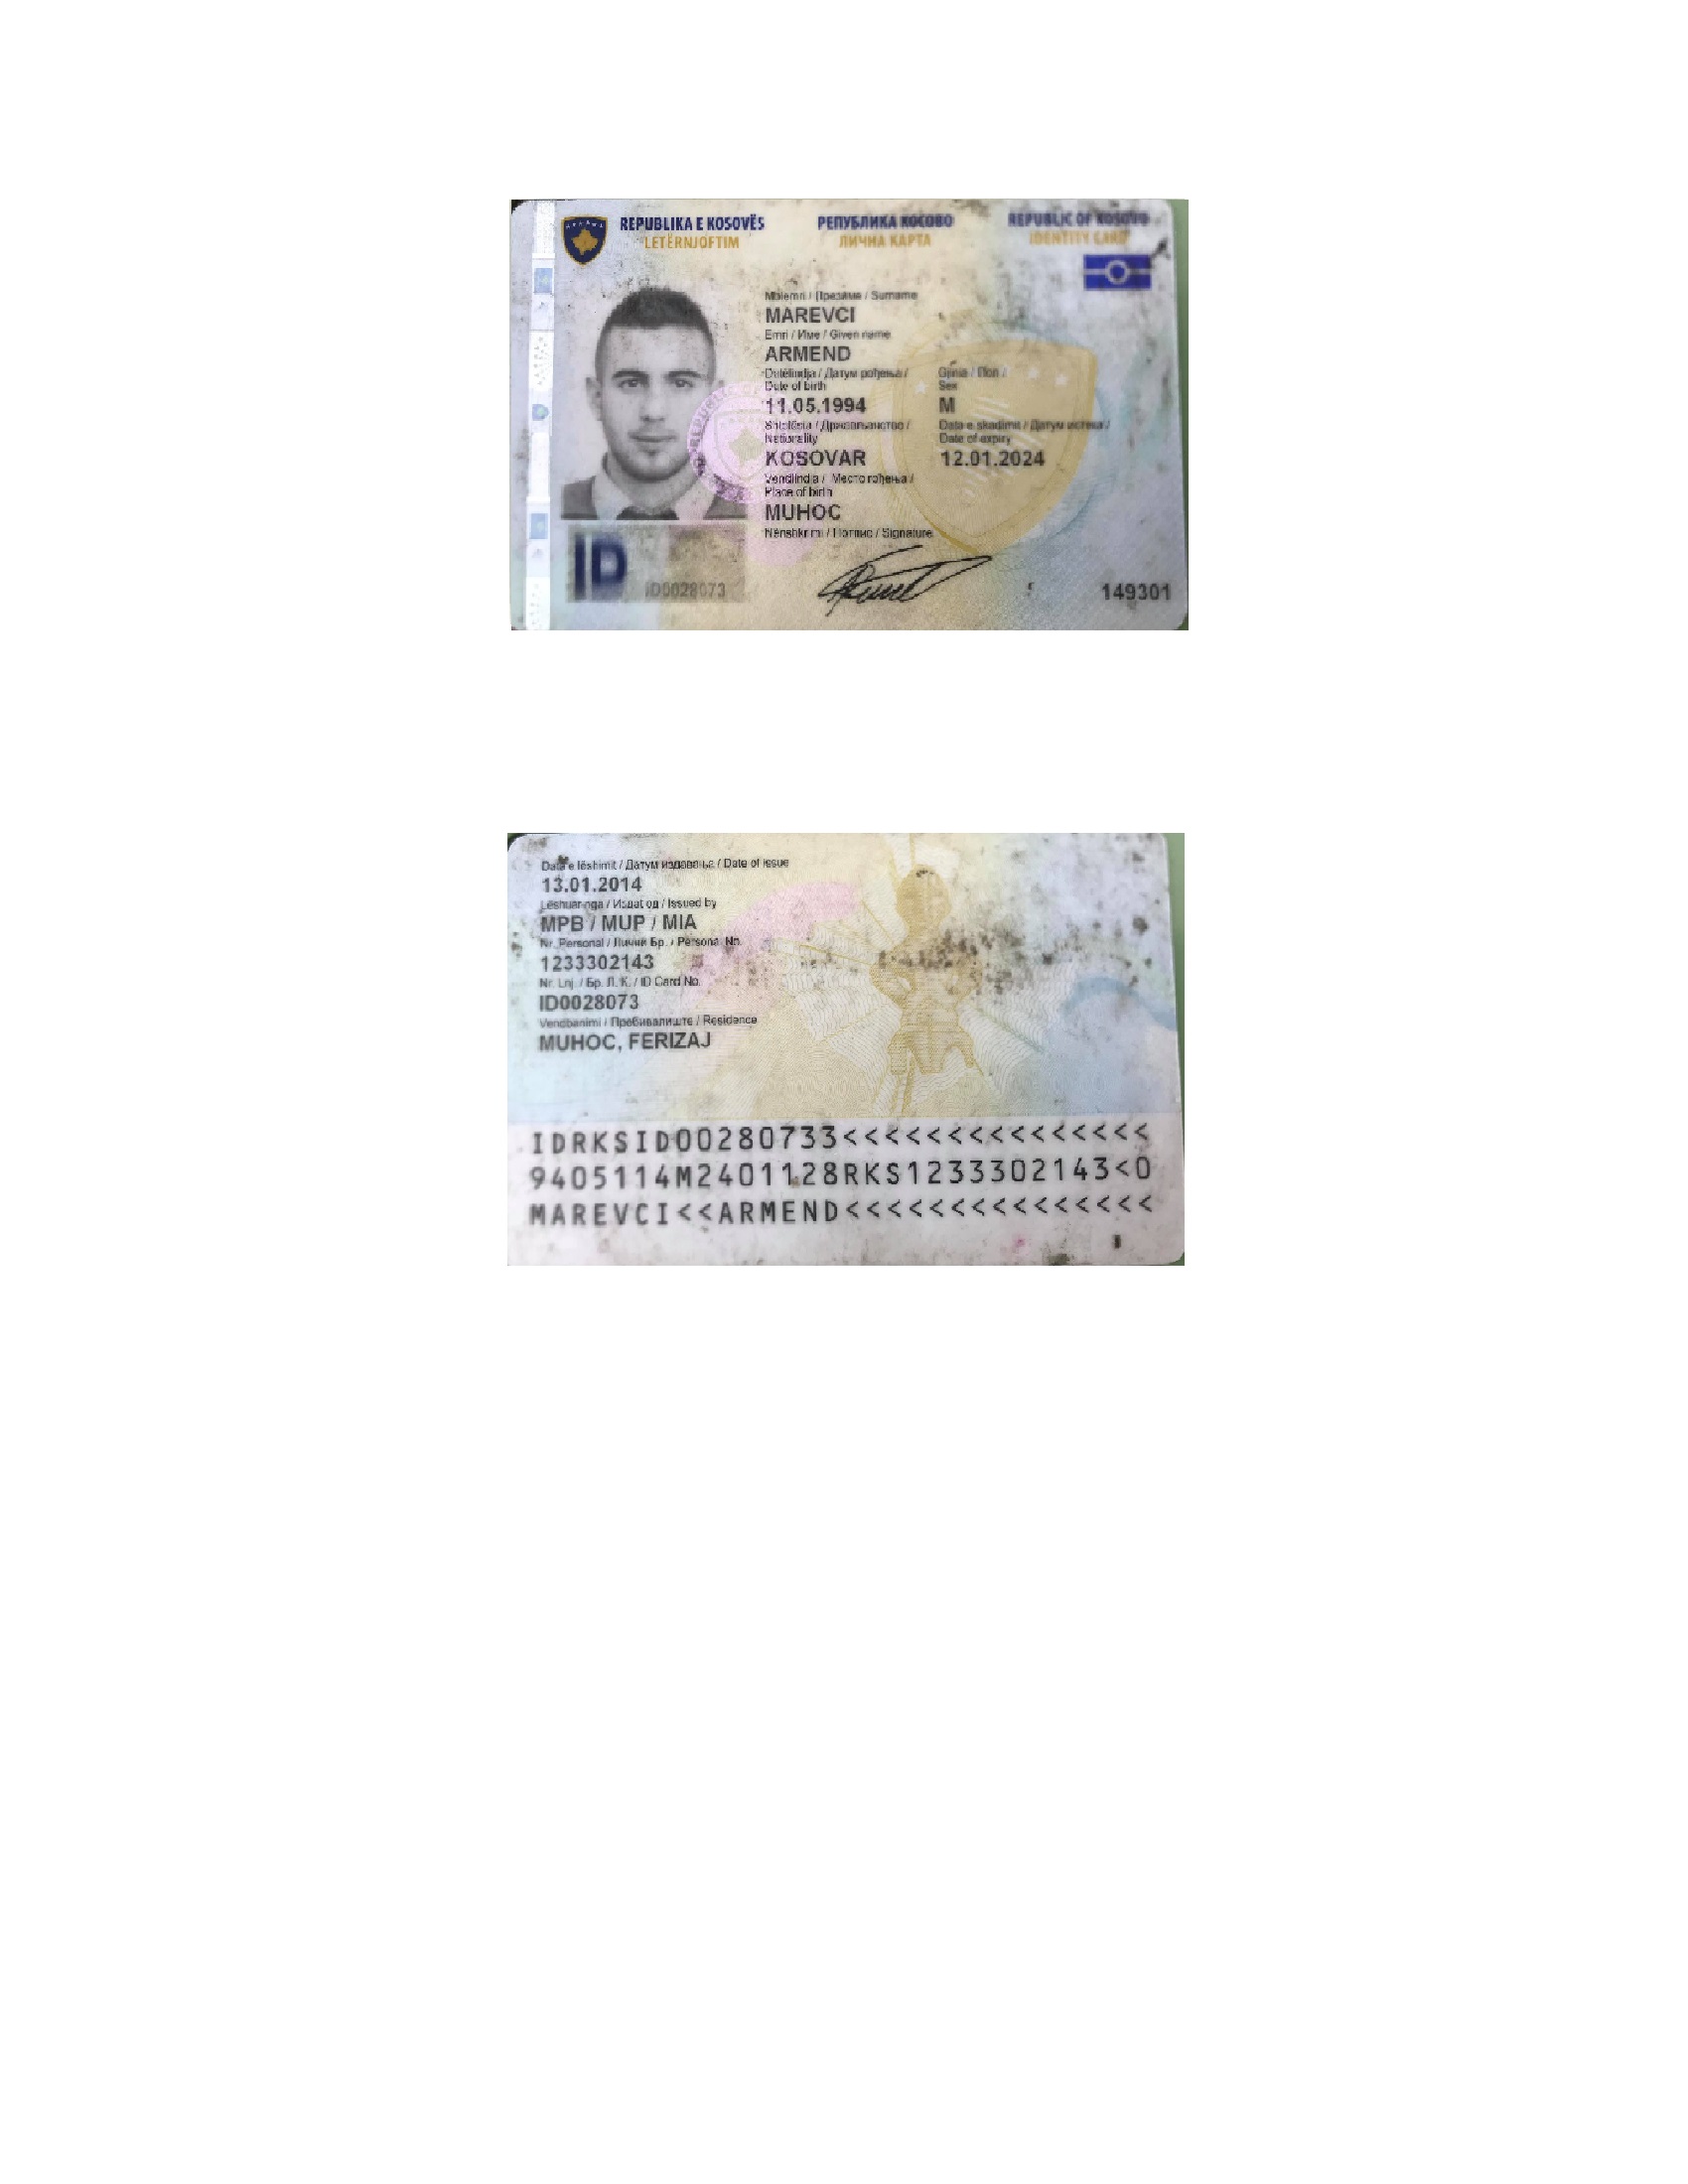 REPUBLIKA E KOSOVËS РЕПУБЛИКА КОСОВО REPUBLIC OF KOSOVO
LETËRNJOFTIM ЛИЧНА КАРТА IDENTITY CARD
Mbiemri / Презиме / Surname
MAREVCI
Emri / Име / Given name
ARMEND
Datëlindja / Датум рођења / Gjinia / Пол /
Date of birth Sex
11.05.1994 M
Shtetësia / Држављанство / Data e skadimit / Датум истека /
Nationality Date of expiry
KOSOVAR 12.01.2024
Vendlindja / Место рођења /
Place of birth
MUHOC
Nënshkrimi / Потпис / Signature
ID ID0028073 149301
Data e lëshimit / Датум издавања / Date of issue
13.01.2014
Lëshuar nga / Издат од / Issued by
MPB / MUP / MIA
Nr. Personal / Лични Бр. / Personal No.
1233302143
Nr. Lnj. / Бр. Л. К. / ID Card No.
ID0028073
Vendbanimi / Пребивалиште / Residence
MUHOC, FERIZAJ
IDRKSID00280733<<<<<<<<<<<<<<<
9405114M2401128RKS1233302143<0
MAREVCI<<ARMEND<<<<<<<<<<<<<<<